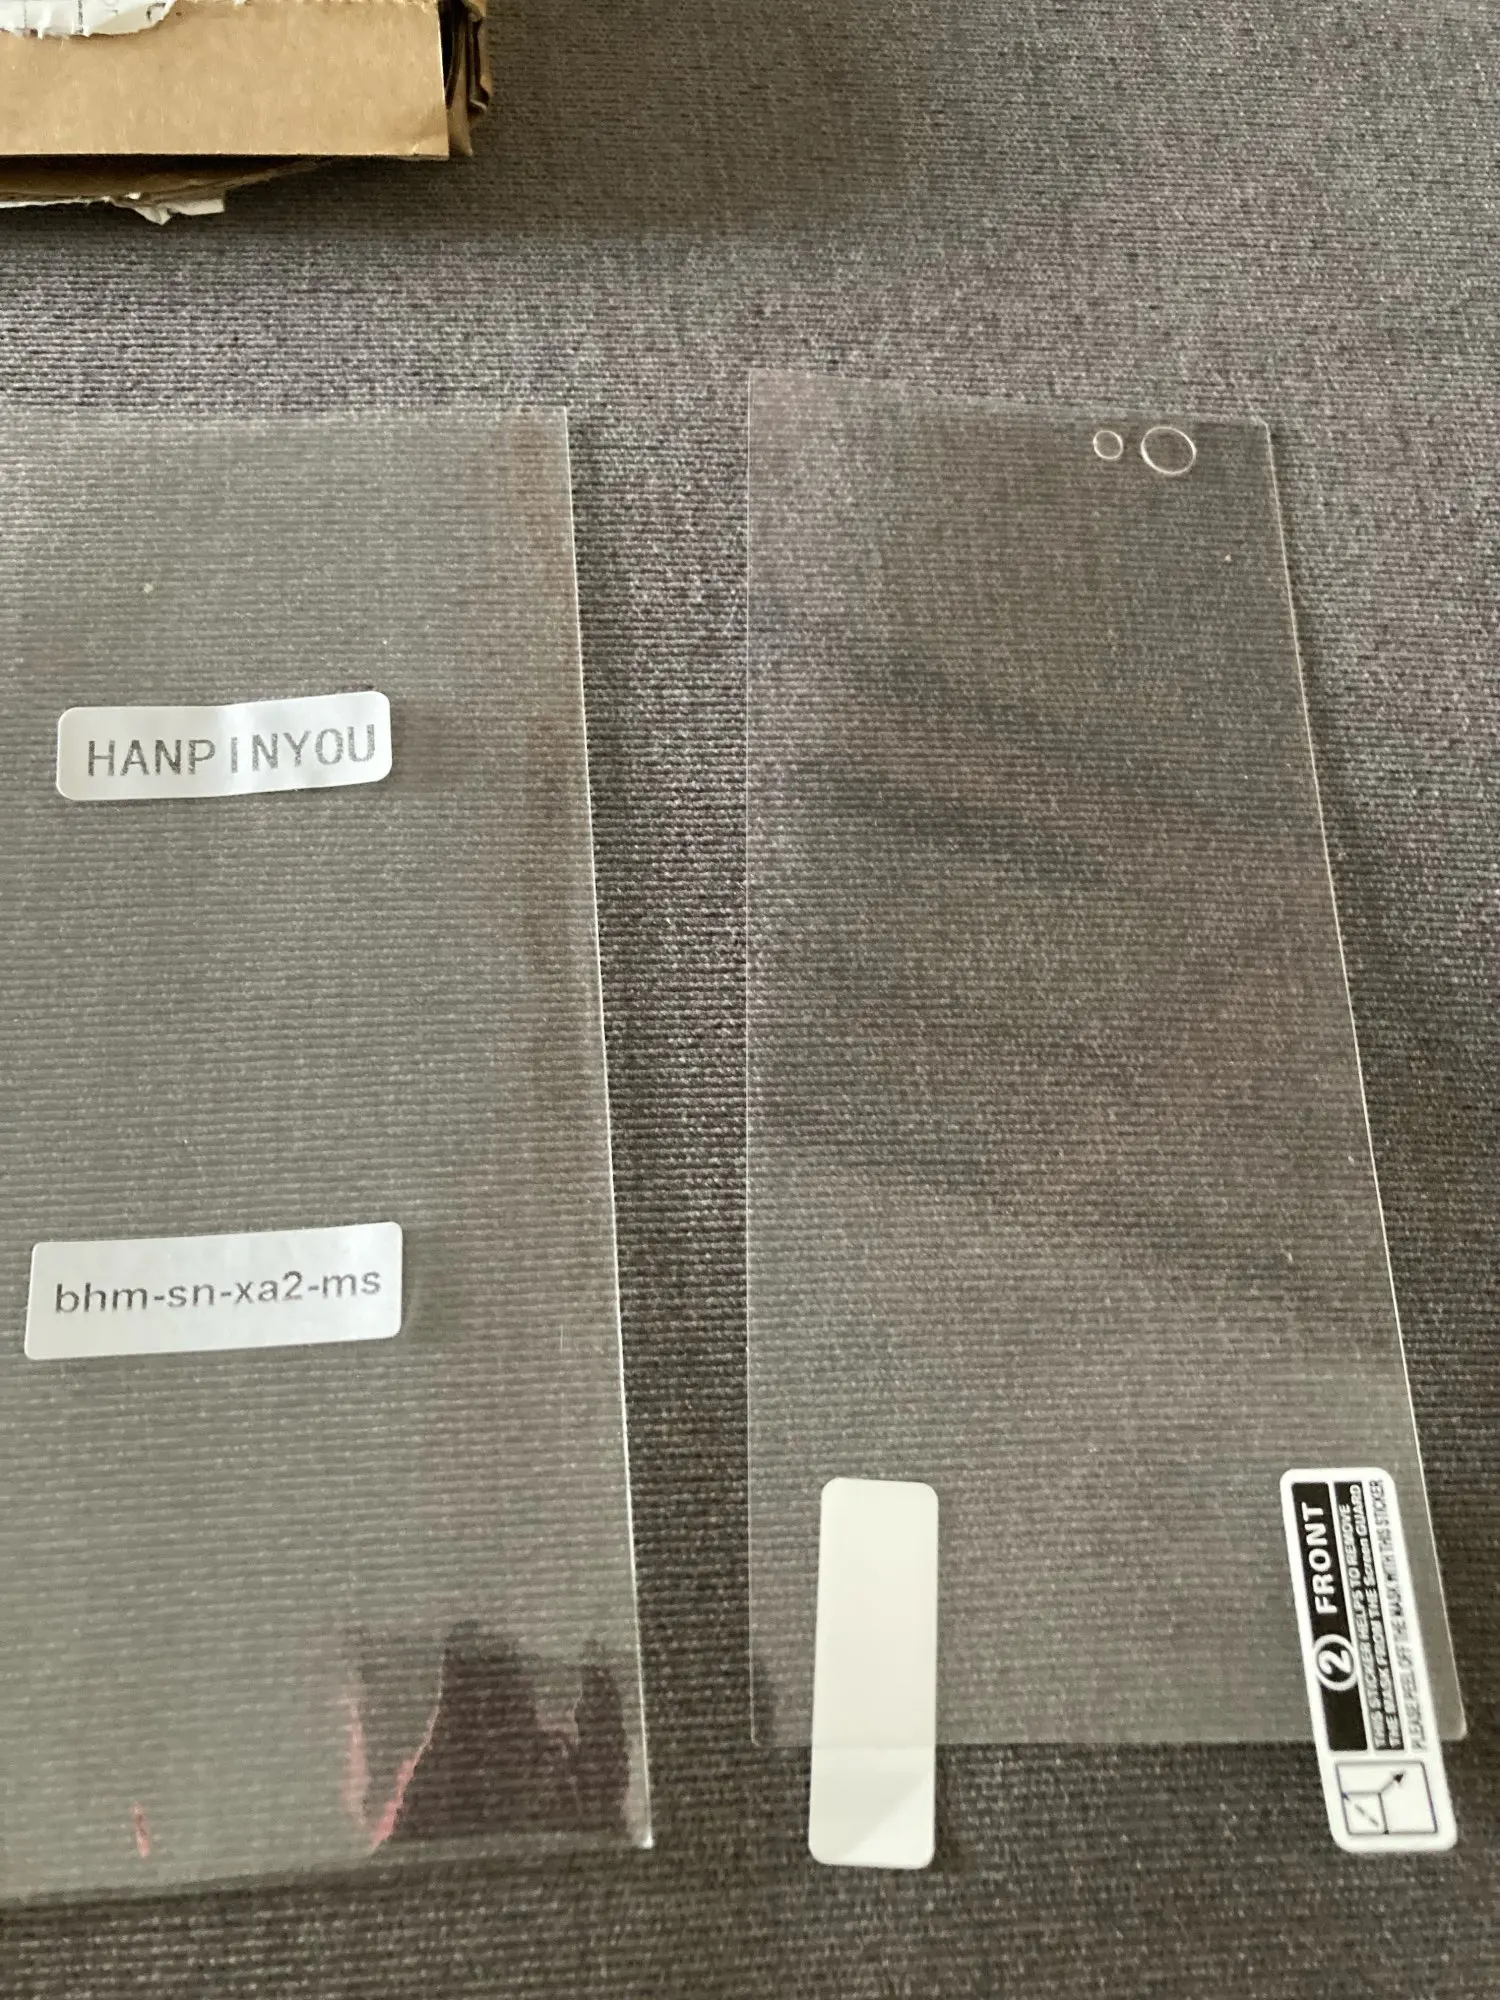 HANPINYOU
bhm-sn-xa2-ms
② FRONT
THIS STICKER HELPS TO REMOVE
THE MASK FROM THE Screen GUARD
PLEASE PEEL OFF THE MASK WITH THIS STICKER